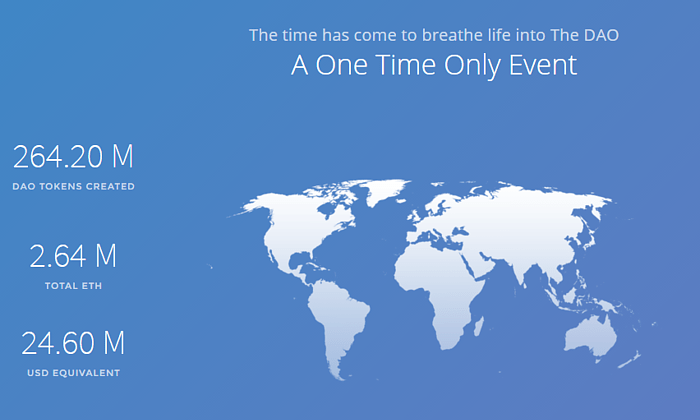 The time has come to breathe life into The DAO
A One Time Only Event
264.20 M
DAO TOKENS CREATED
2.64 M
TOTAL ETH
24.60 M
USD EQUIVALENT